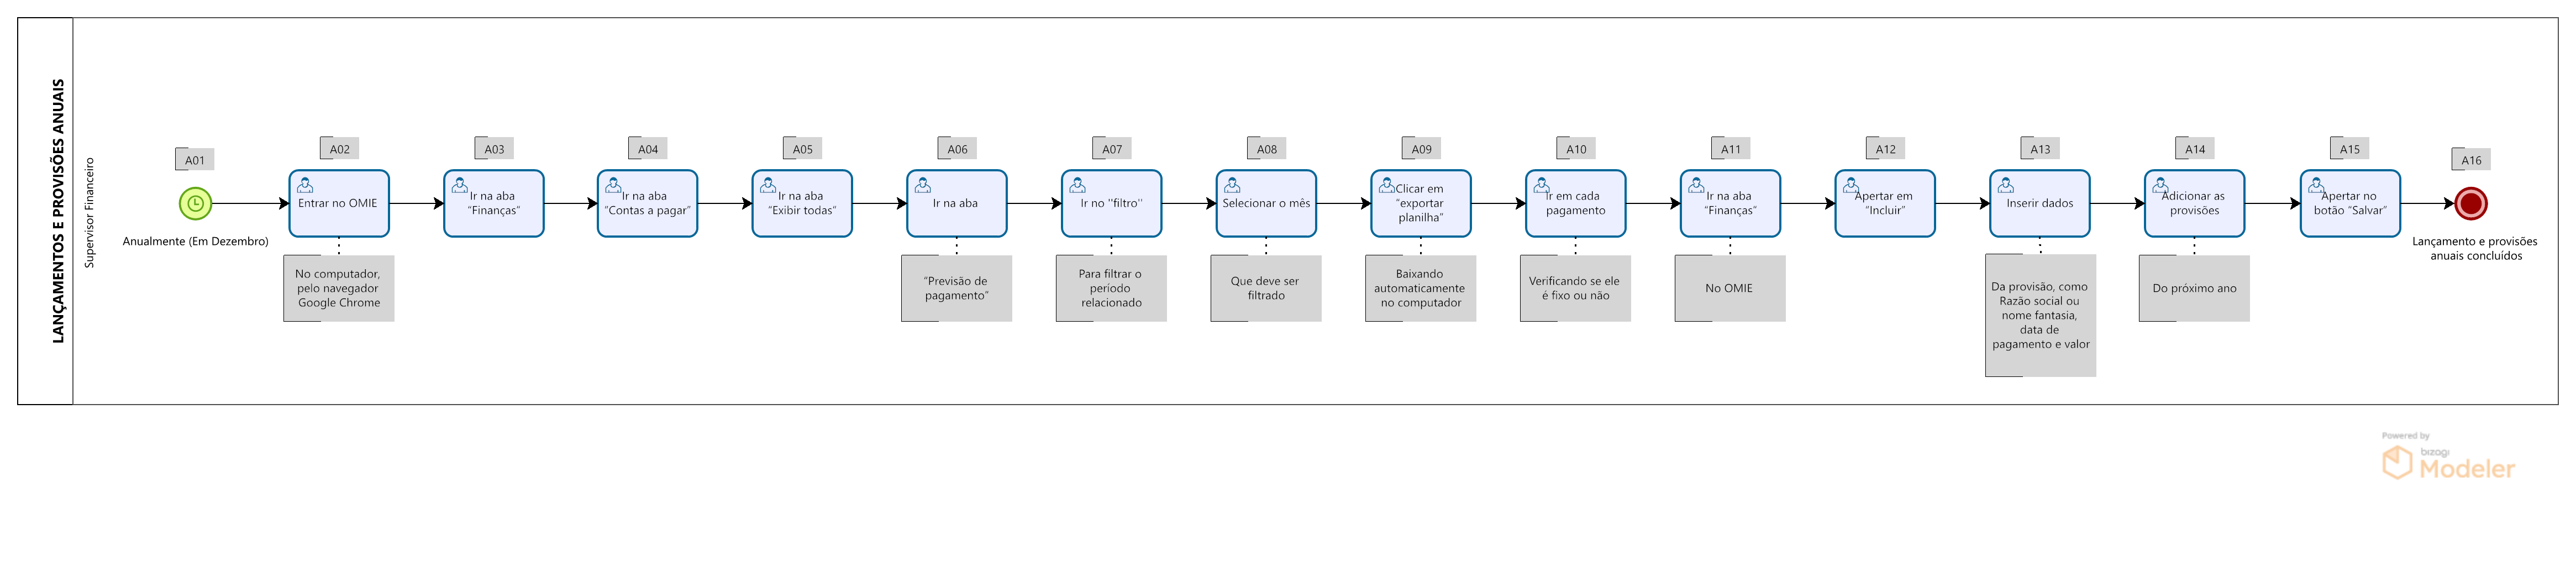 LANÇAMENTOS E PROVISÕES ANUAIS
Supervisor Financeiro
A01
Anualmente (Em Dezembro)
A02
Entrar no OMIE
No computador,
pelo navegador
Google Chrome
A03
Ir na aba
“Finanças”
A04
Ir na aba
“Contas a pagar”
A05
Ir na aba
“Exibir todas”
A06
Ir na aba
“Previsão de
pagamento”
A07
Ir no "filtro"
Para filtrar o
período
relacionado
A08
Selecionar o mês
Que deve ser
filtrado
A09
Clicar em
“exportar
planilha”
Baixando
automaticamente
no computador
A10
Ir em cada
pagamento
Verificando se ele
é fixo ou não
A11
Ir na aba
“Finanças”
No OMIE
A12
Apertar em
“Incluir”
A13
Inserir dados
Da provisão, como
Razão social ou
nome fantasia,
data de
pagamento e valor
A14
Adicionar as
provisões
Do próximo ano
A15
Apertar no
botão “Salvar”
A16
Lançamento e provisões
anuais concluídos
Powered by
bizagi
Modeler